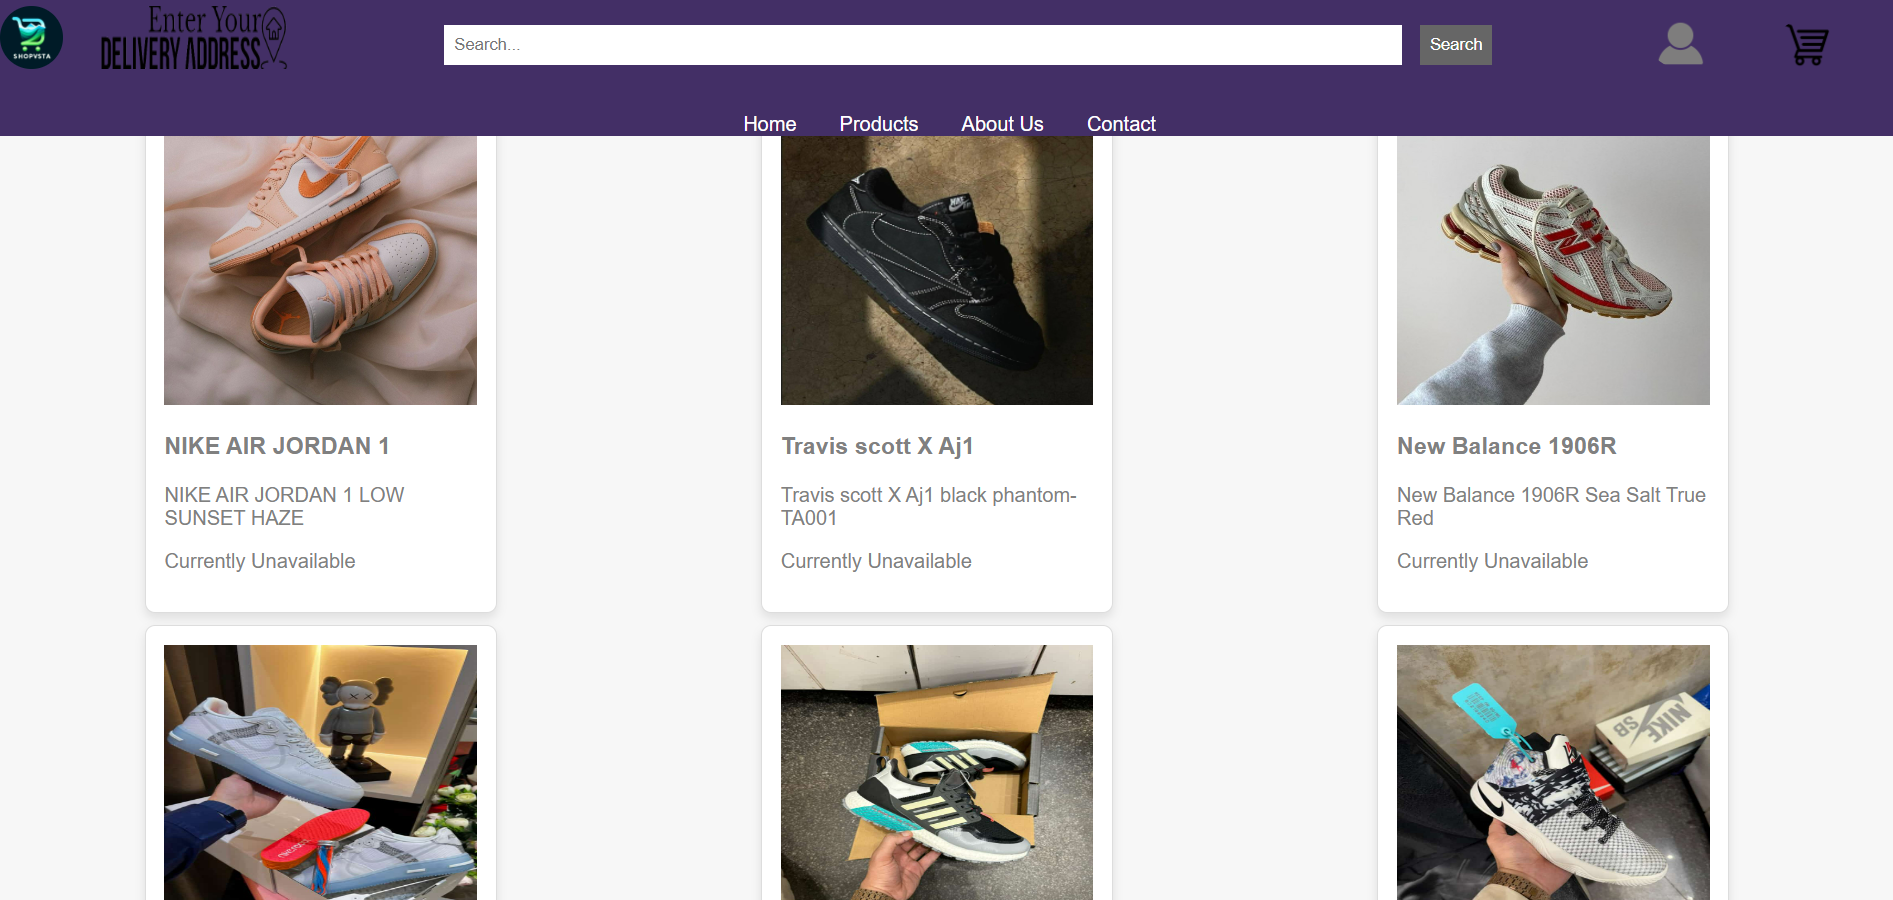 SHOPVSTA
Enter Your
DELIVERY ADDRESS
Search...
Search
Home
Products
About Us
Contact
NIKE AIR JORDAN 1
NIKE AIR JORDAN 1 LOW
SUNSET HAZE
Currently Unavailable
Travis scott X Aj1
Travis scott X Aj1 black phantom-
TA001
Currently Unavailable
New Balance 1906R
New Balance 1906R Sea Salt True
Red
Currently Unavailable
NIKE
SB